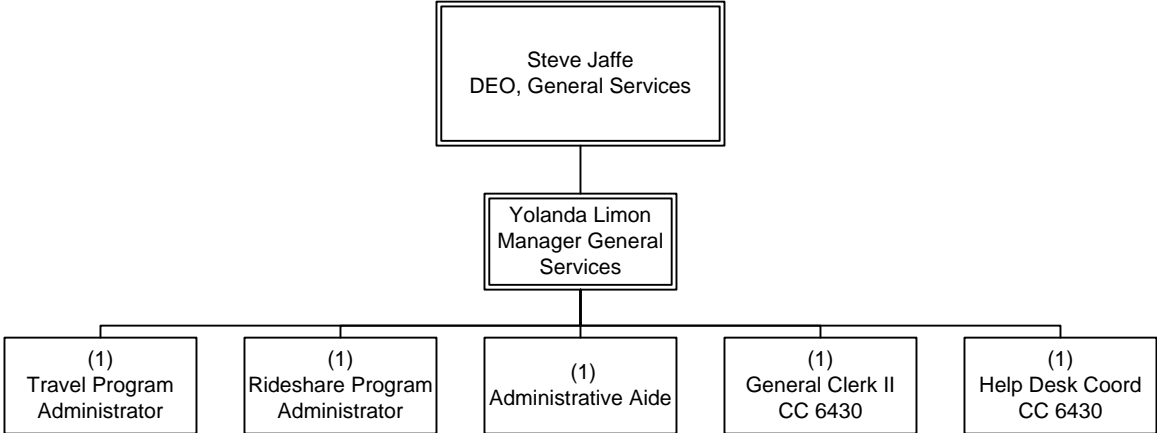 Steve Jaffe
DEO, General Services
Yolanda Limon
Manager General
Services
(1)
Travel Program
Administrator
(1)
Rideshare Program
Administrator
(1)
Administrative Aide
(1)
General Clerk II
CC 6430
(1)
Help Desk Coord
CC 6430